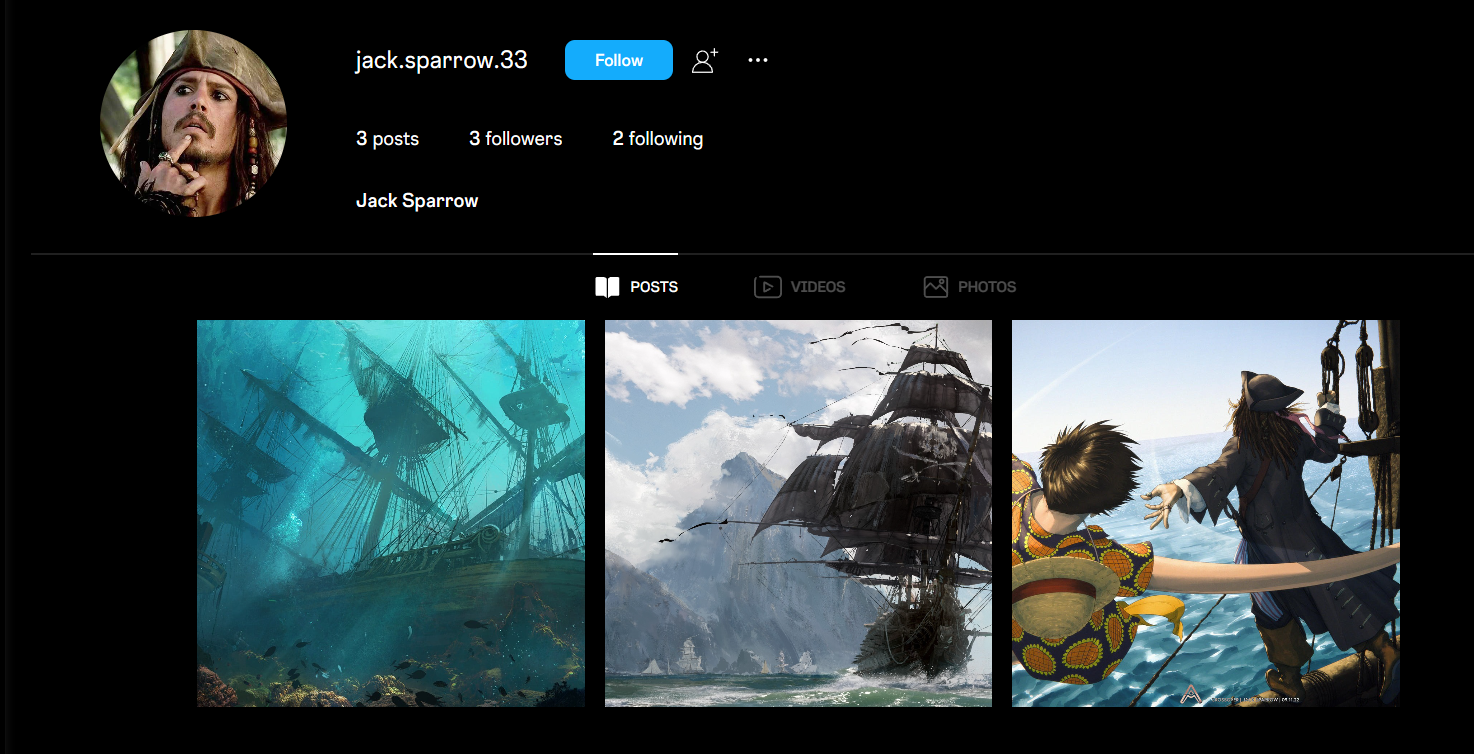 jack.sparrow.33
Follow
3 posts 3 followers 2 following
Jack Sparrow
POSTS VIDEOS PHOTOS